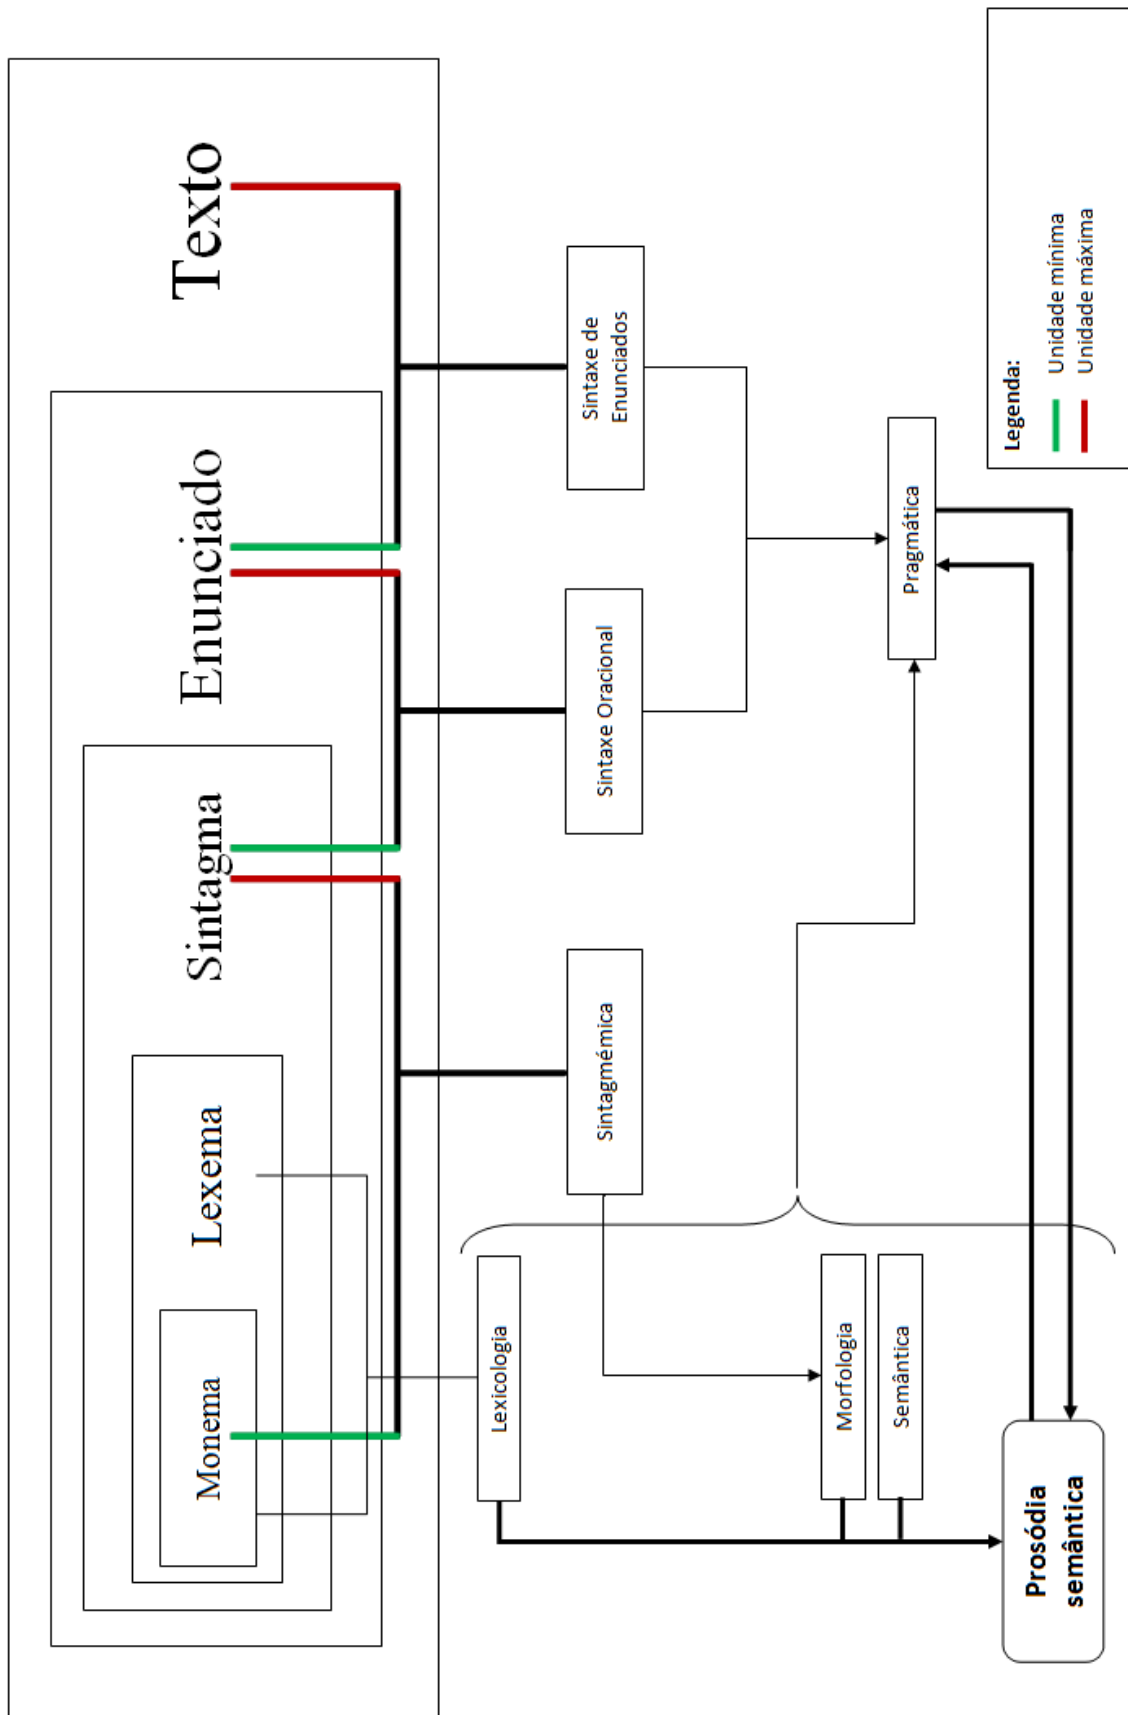 Monema
Lexema
Sintagma
Enunciado
Texto
Lexicologia
Sintagmémica
Sintaxe Oracional
Sintaxe de
Enunciados
Morfologia
Semântica
Pragmática
Prosódia
semântica
Legenda:
Unidade mínima
Unidade máxima